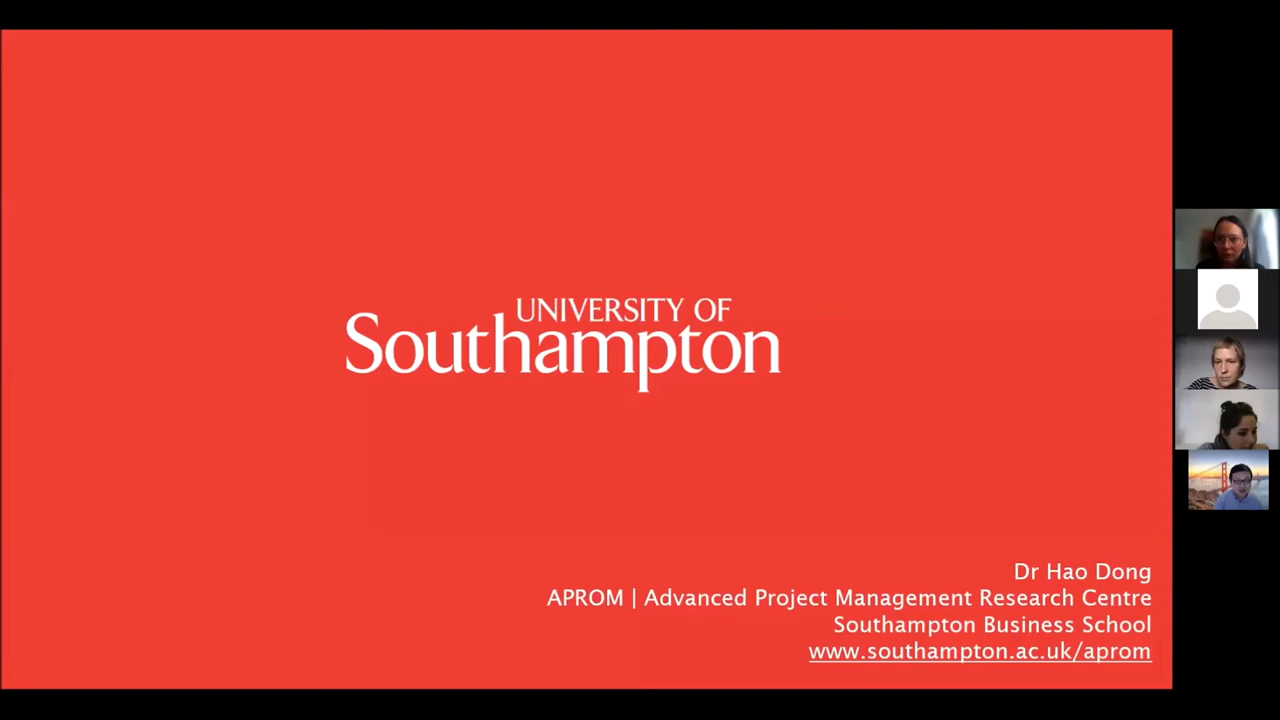 UNIVERSITY OF
Southampton
Dr Hao Dong
APROM | Advanced Project Management Research Centre
Southampton Business School
www.southampton.ac.uk/aprom